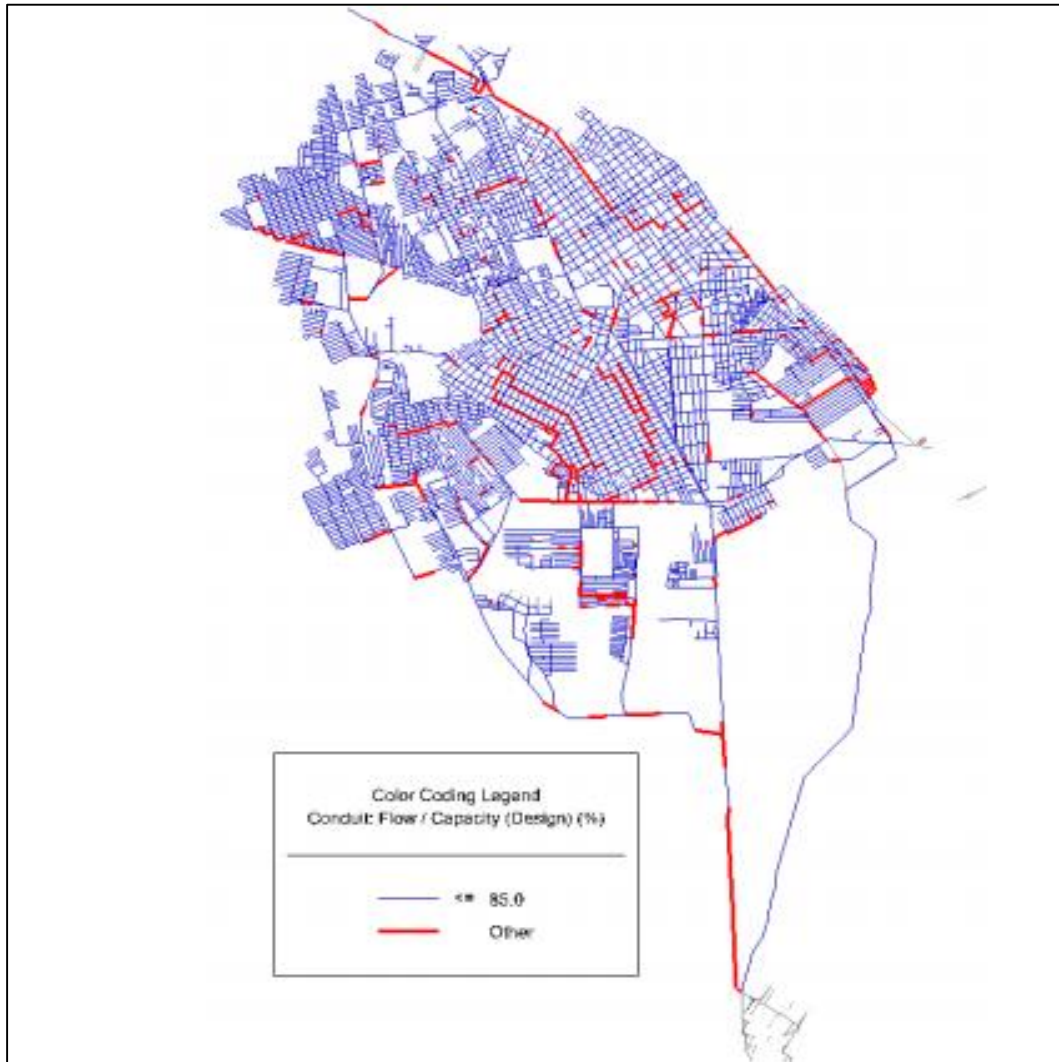 Color Coding Legend
Conduit: Flow / Capacity (Design) (%)
<= 85.0
Other